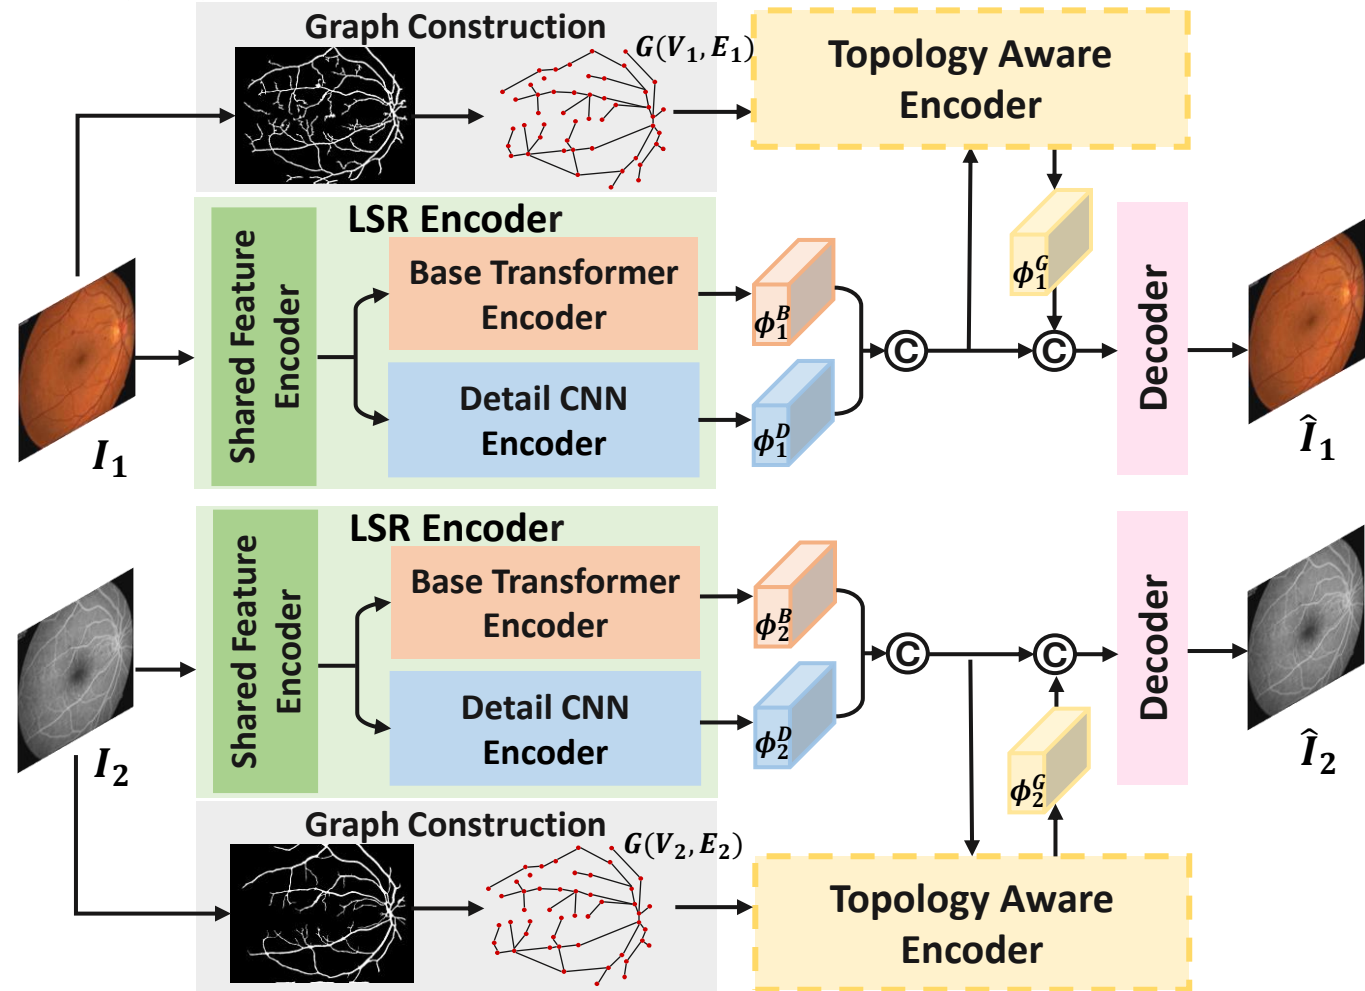 Graph Construction
G(V₁, E₁)
Topology Aware
Encoder
LSR Encoder
Shared Feature
Encoder
Base Transformer
Encoder
Detail CNN
Encoder
ϕ₁ᴮ
ϕ₁ᴰ
ϕ₁ᴳ
C
C
Decoder
I₁
Î₁
LSR Encoder
Shared Feature
Encoder
Base Transformer
Encoder
Detail CNN
Encoder
ϕ₂ᴮ
ϕ₂ᴰ
ϕ₂ᴳ
C
C
Decoder
I₂
Î₂
Graph Construction
G(V₂, E₂)
Topology Aware
Encoder